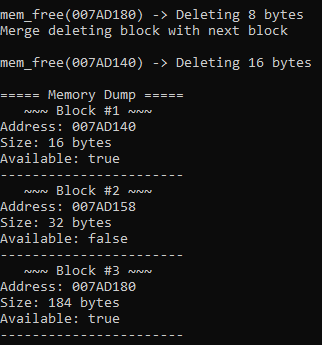 mem_free(007AD180) -> Deleting 8 bytes
Merge deleting block with next block
mem_free(007AD140) -> Deleting 16 bytes
===== Memory Dump =====
~~~ Block #1 ~~~
Address: 007AD140
Size: 16 bytes
Available: true
-----------------------
~~~ Block #2 ~~~
Address: 007AD158
Size: 32 bytes
Available: false
-----------------------
~~~ Block #3 ~~~
Address: 007AD180
Size: 184 bytes
Available: true
-----------------------